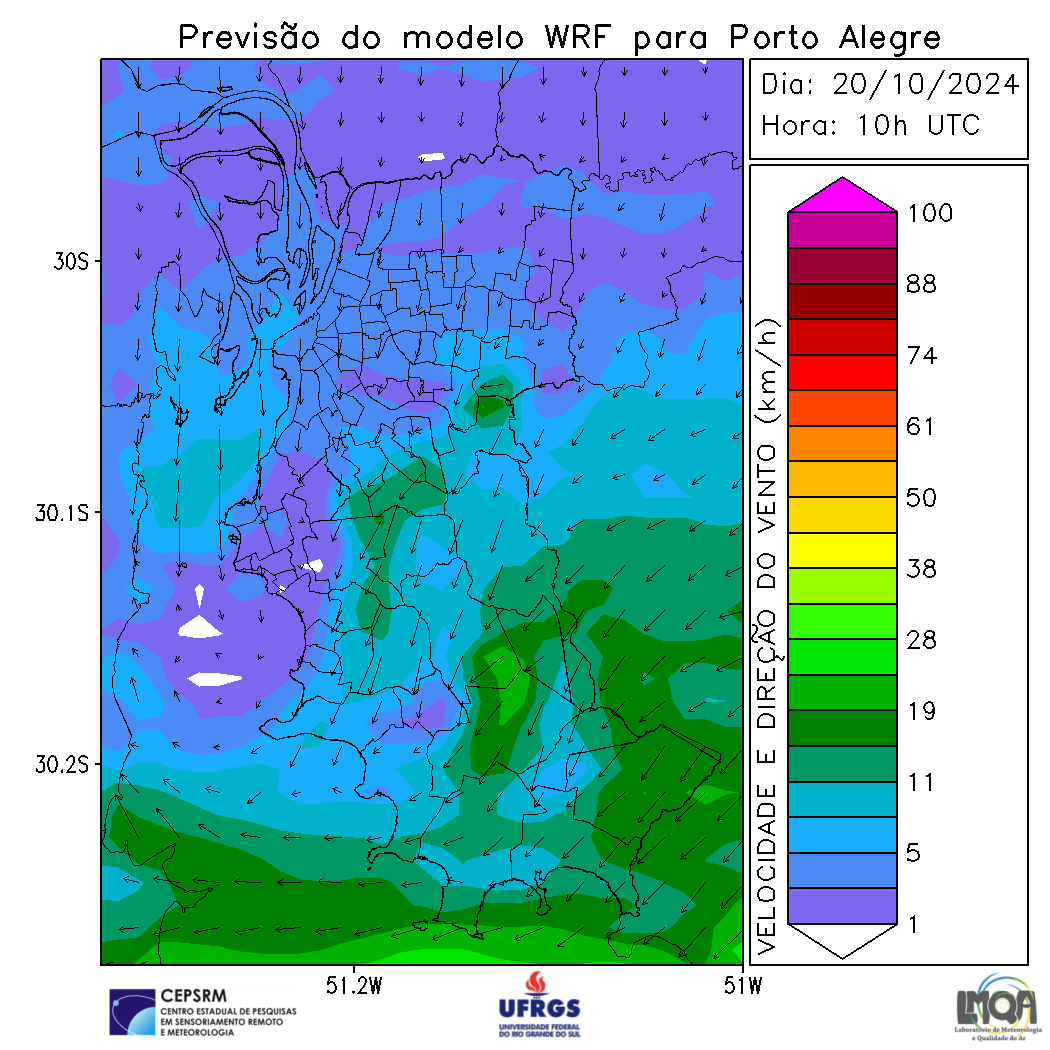 Previsão do modelo WRF para Porto Alegre
Dia: 20/10/2024
Hora: 10h UTC
30S
30.1S
30.2S
51.2W
51W
VELOCIDADE E DIREÇÃO DO VENTO (km/h)
100
88
74
61
50
38
28
19
11
5
1
CEPSRM
CENTRO ESTADUAL DE PESQUISAS
EM SENSORIAMENTO REMOTO
E METEOROLOGIA
UFRGS
UNIVERSIDADE FEDERAL
DO RIO GRANDE DO SUL
LMQA
Laboratório de Meteorologia
e Qualidade do Ar